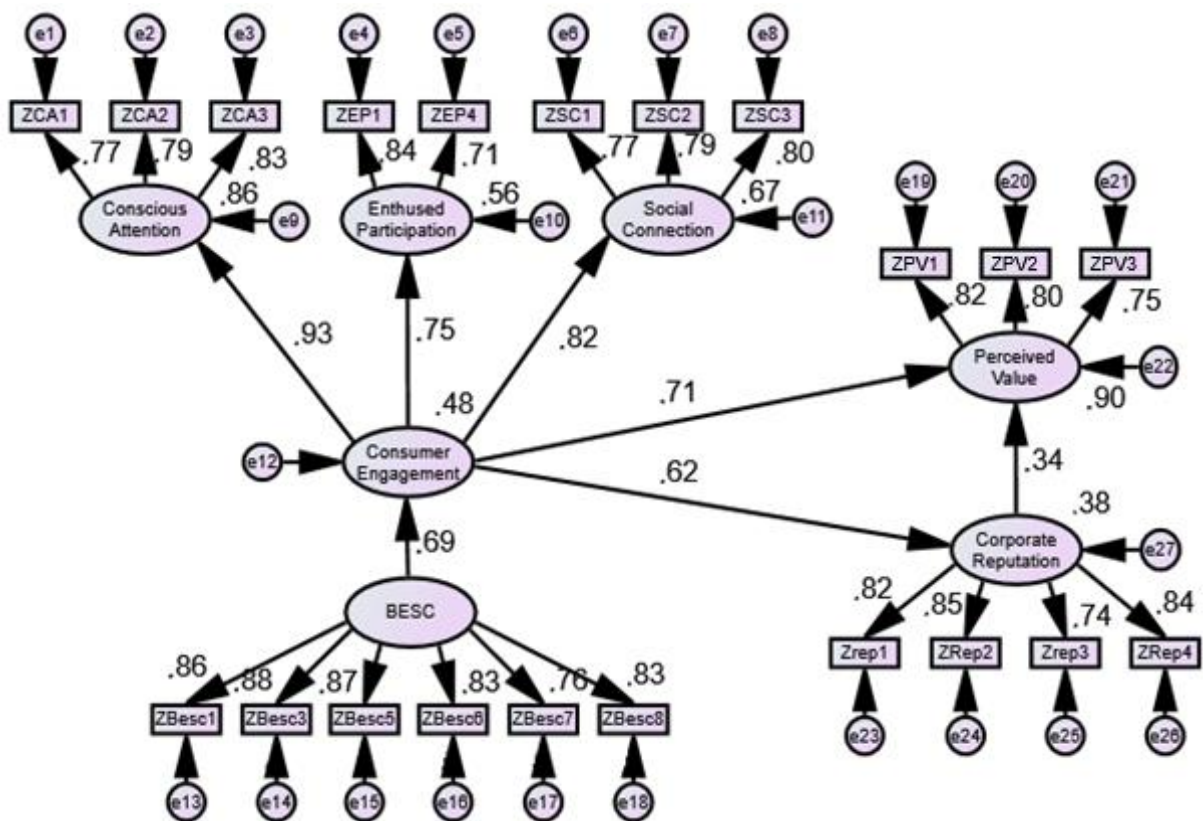 e1 e2 e3 e4 e5 e6 e7 e8
ZCA1 ZCA2 ZCA3 ZEP1 ZEP4 ZSC1 ZSC2 ZSC3
.77 .79 .83 .84 .71 .77 .79 .80
.86 .56 .67
Conscious
Attention
e9
Enthused
Participation
e10
Social
Connection
e11
e19 e20 e21
ZPV1 ZPV2 ZPV3
.82 .80 .75
Perceived
Value
e22
.90
.93 .75 .82
.48 .71
e12
Consumer
Engagement
.62 .34
.38
.69
Corporate
Reputation
e27
BESC
.82 .85 .74 .84
Zrep1 ZRep2 Zrep3 ZRep4
e23 e24 e25 e26
.86 .88 .87 .83 .76 .83
ZBesc1 ZBesc3 ZBesc5 ZBesc6 ZBesc7 ZBesc8
e13 e14 e15 e16 e17 e18